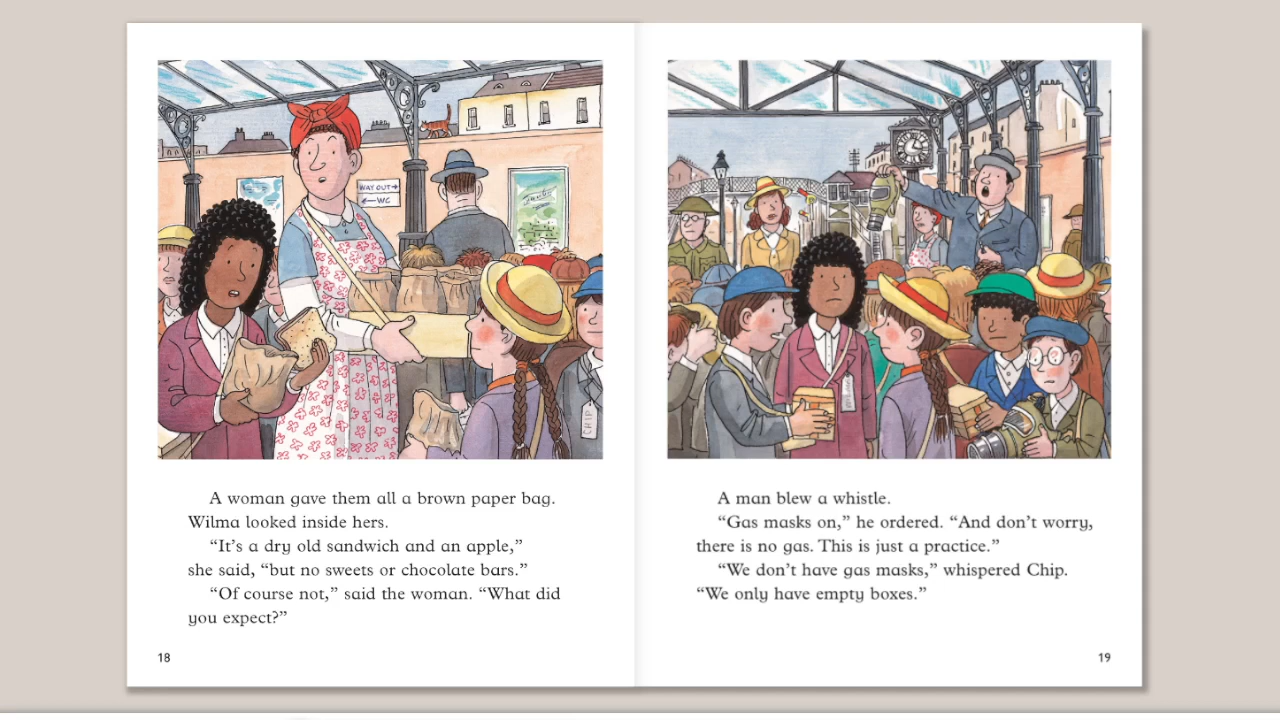 WAY OUT→
←WC
CHIP
A woman gave them all a brown paper bag.
Wilma looked inside hers.
“It’s a dry old sandwich and an apple,”
she said, “but no sweets or chocolate bars.”
“Of course not,” said the woman. “What did
you expect?”
18
A man blew a whistle.
“Gas masks on,” he ordered. “And don’t worry,
there is no gas. This is just a practice.”
“We don’t have gas masks,” whispered Chip.
“We only have empty boxes.”
19